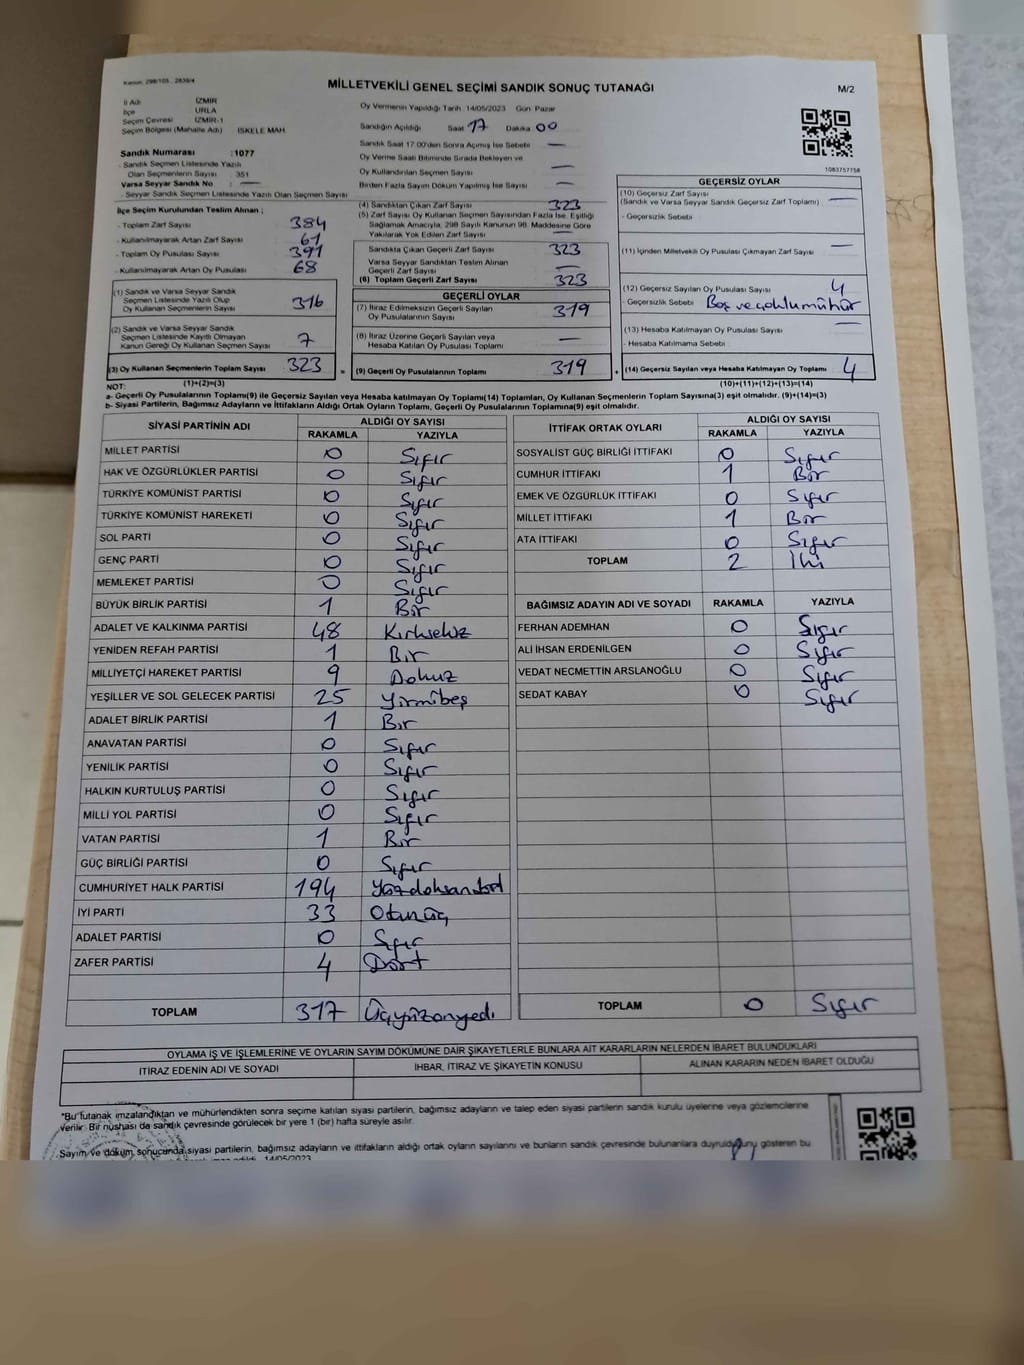 Kanun: 298/105 , 2839/4
MİLLETVEKİLİ GENEL SEÇİMİ SANDIK SONUÇ TUTANAĞI
M/2
İl Adı İZMİR
İlçe URLA
Seçim Çevresi İZMİR-1
Seçim Bölgesi (Mahalle Adı) İSKELE MAH.
Oy Vermenin Yapıldığı Tarih 14/05/2023 Gün: Pazar
Sandığın Açıldığı Saat 17 Dakika 00
Sandık Saat 17:00'den Sonra Açılmış İse Sebebi —
Oy Verme Saati Bitiminde Sırada Bekleyen ve
Oy Kullandırılan Seçmen Sayısı —
Birden Fazla Sayım Döküm Yapılmış İse Sayısı —
1083757758
Sandık Numarası :1077
- Sandık Seçmen Listesinde Yazılı
Olan Seçmenlerin Sayısı : 351
Varsa Seyyar Sandık No : —
- Seyyar Sandık Seçmen Listesinde Yazılı Olan Seçmen Sayısı
İlçe Seçim Kurulundan Teslim Alınan ;
- Toplam Zarf Sayısı 384
- Kullanılmayarak Artan Zarf Sayısı 61
- Toplam Oy Pusulası Sayısı 391
- Kullanılmayarak Artan Oy Pusulası 68
(1) Sandık ve Varsa Seyyar Sandık
Seçmen Listesinde Yazılı Olup
Oy Kullanan Seçmenlerin Sayısı 316
(2) Sandık ve Varsa Seyyar Sandık
Seçmen Listesinde Kayıtlı Olmayan
Kanun Gereği Oy Kullanan Seçmen Sayısı 7
(3) Oy Kullanan Seçmenlerin Toplam Sayısı 323
(4) Sandıktan Çıkan Zarf Sayısı 323
(5) Zarf Sayısı Oy Kullanan Seçmen Sayısından Fazla İse, Eşitliği
Sağlamak Amacıyla, 298 Sayılı Kanunun 98. Maddesine Göre
Yakılarak Yok Edilen Zarf Sayısı —
Sandıkta Çıkan Geçerli Zarf Sayısı 323
Varsa Seyyar Sandıktan Teslim Alınan
Geçerli Zarf Sayısı —
(6) Toplam Geçerli Zarf Sayısı 323
GEÇERLİ OYLAR
(7) İtiraz Edilmeksizin Geçerli Sayılan
Oy Pusulalarının Sayısı 319
(8) İtiraz Üzerine Geçerli Sayılan veya
Hesaba Katılan Oy Pusulası Toplamı —
= (9) Geçerli Oy Pusulalarının Toplamı 319
GEÇERSİZ OYLAR
(10) Geçersiz Zarf Sayısı
(Sandık ve Varsa Seyyar Sandık Geçersiz Zarf Toplamı) —
- Geçersizlik Sebebi
(11) İçinden Milletvekili Oy Pusulası Çıkmayan Zarf Sayısı —
(12) Geçersiz Sayılan Oy Pusulası Sayısı 4
- Geçersizlik Sebebi Boş ve çoklu mühür
(13) Hesaba Katılmayan Oy Pusulası Sayısı —
- Hesaba Katılmama Sebebi
+ (14) Geçersiz Sayılan veya Hesaba Katılmayan Oy Toplamı 4
NOT: (1)+(2)=(3) (10)+(11)+(12)+(13)=(14)
a- Geçerli Oy Pusulalarının Toplamı(9) ile Geçersiz Sayılan veya Hesaba katılmayan Oy Toplamı(14) Toplamları, Oy Kullanan Seçmenlerin Toplam Sayısına(3) eşit olmalıdır. (9)+(14)=(3)
b- Siyasi Partilerin, Bağımsız Adayların ve İttifakların Aldığı Ortak Oyların Toplamı, Geçerli Oy Pusulalarının Toplamına(9) eşit olmalıdır.
SİYASİ PARTİNİN ADI ALDIĞI OY SAYISI
RAKAMLA YAZIYLA
MİLLET PARTİSİ 0 Sıfır
HAK VE ÖZGÜRLÜKLER PARTİSİ 0 Sıfır
TÜRKİYE KOMÜNİST PARTİSİ 0 Sıfır
TÜRKİYE KOMÜNİST HAREKETİ 0 Sıfır
SOL PARTİ 0 Sıfır
GENÇ PARTİ 0 Sıfır
MEMLEKET PARTİSİ 0 Sıfır
BÜYÜK BİRLİK PARTİSİ 1 Bir
ADALET VE KALKINMA PARTİSİ 48 Kırksekiz
YENİDEN REFAH PARTİSİ 1 Bir
MİLLİYETÇİ HAREKET PARTİSİ 9 Dokuz
YEŞİLLER VE SOL GELECEK PARTİSİ 25 Yirmibeş
ADALET BİRLİK PARTİSİ 1 Bir
ANAVATAN PARTİSİ 0 Sıfır
YENİLİK PARTİSİ 0 Sıfır
HALKIN KURTULUŞ PARTİSİ 0 Sıfır
MİLLİ YOL PARTİSİ 0 Sıfır
VATAN PARTİSİ 1 Bir
GÜÇ BİRLİĞİ PARTİSİ 0 Sıfır
CUMHURİYET HALK PARTİSİ 194 Yüzdoksandört
İYİ PARTİ 33 Otuzüç
ADALET PARTİSİ 0 Sıfır
ZAFER PARTİSİ 4 Dört
TOPLAM 317 Üçyüzonyedi
İTTİFAK ORTAK OYLARI ALDIĞI OY SAYISI
RAKAMLA YAZIYLA
SOSYALİST GÜÇ BİRLİĞİ İTTİFAKI 0 Sıfır
CUMHUR İTTİFAKI 1 Bir
EMEK VE ÖZGÜRLÜK İTTİFAKI 0 Sıfır
MİLLET İTTİFAKI 1 Bir
ATA İTTİFAKI 0 Sıfır
TOPLAM 2 İki
BAĞIMSIZ ADAYIN ADI VE SOYADI RAKAMLA YAZIYLA
FERHAN ADEMHAN 0 Sıfır
ALİ İHSAN ERDENİLGEN 0 Sıfır
VEDAT NECMETTİN ARSLANOĞLU 0 Sıfır
SEDAT KABAY 0 Sıfır
TOPLAM 0 Sıfır
OYLAMA İŞ VE İŞLEMLERİNE VE OYLARIN SAYIM DÖKÜMÜNE DAİR ŞİKAYETLERLE BUNLARA AİT KARARLARIN NELERDEN İBARET BULUNDUKLARI
İTİRAZ EDENİN ADI VE SOYADI İHBAR, İTİRAZ VE ŞİKAYETİN KONUSU ALINAN KARARIN NEDEN İBARET OLDUĞU
*Bu tutanak imzalandıktan ve mühürlendikten sonra seçime katılan siyasi partilerin, bağımsız adayların ve talep eden siyasi partilerin sandık kurulu üyelerine veya gözlemcilerine
verilir. Bir nüshası da sandık çevresinde görülecek bir yere 1 (bir) hafta süreyle asılır.
Sayım ve döküm sonucunda siyasi partilerin, bağımsız adayların ve ittifakların aldığı ortak oyların sayılarını ve bunların sandık çevresinde bulunanlara duyrulduğunu gösteren bu
14/05/2023